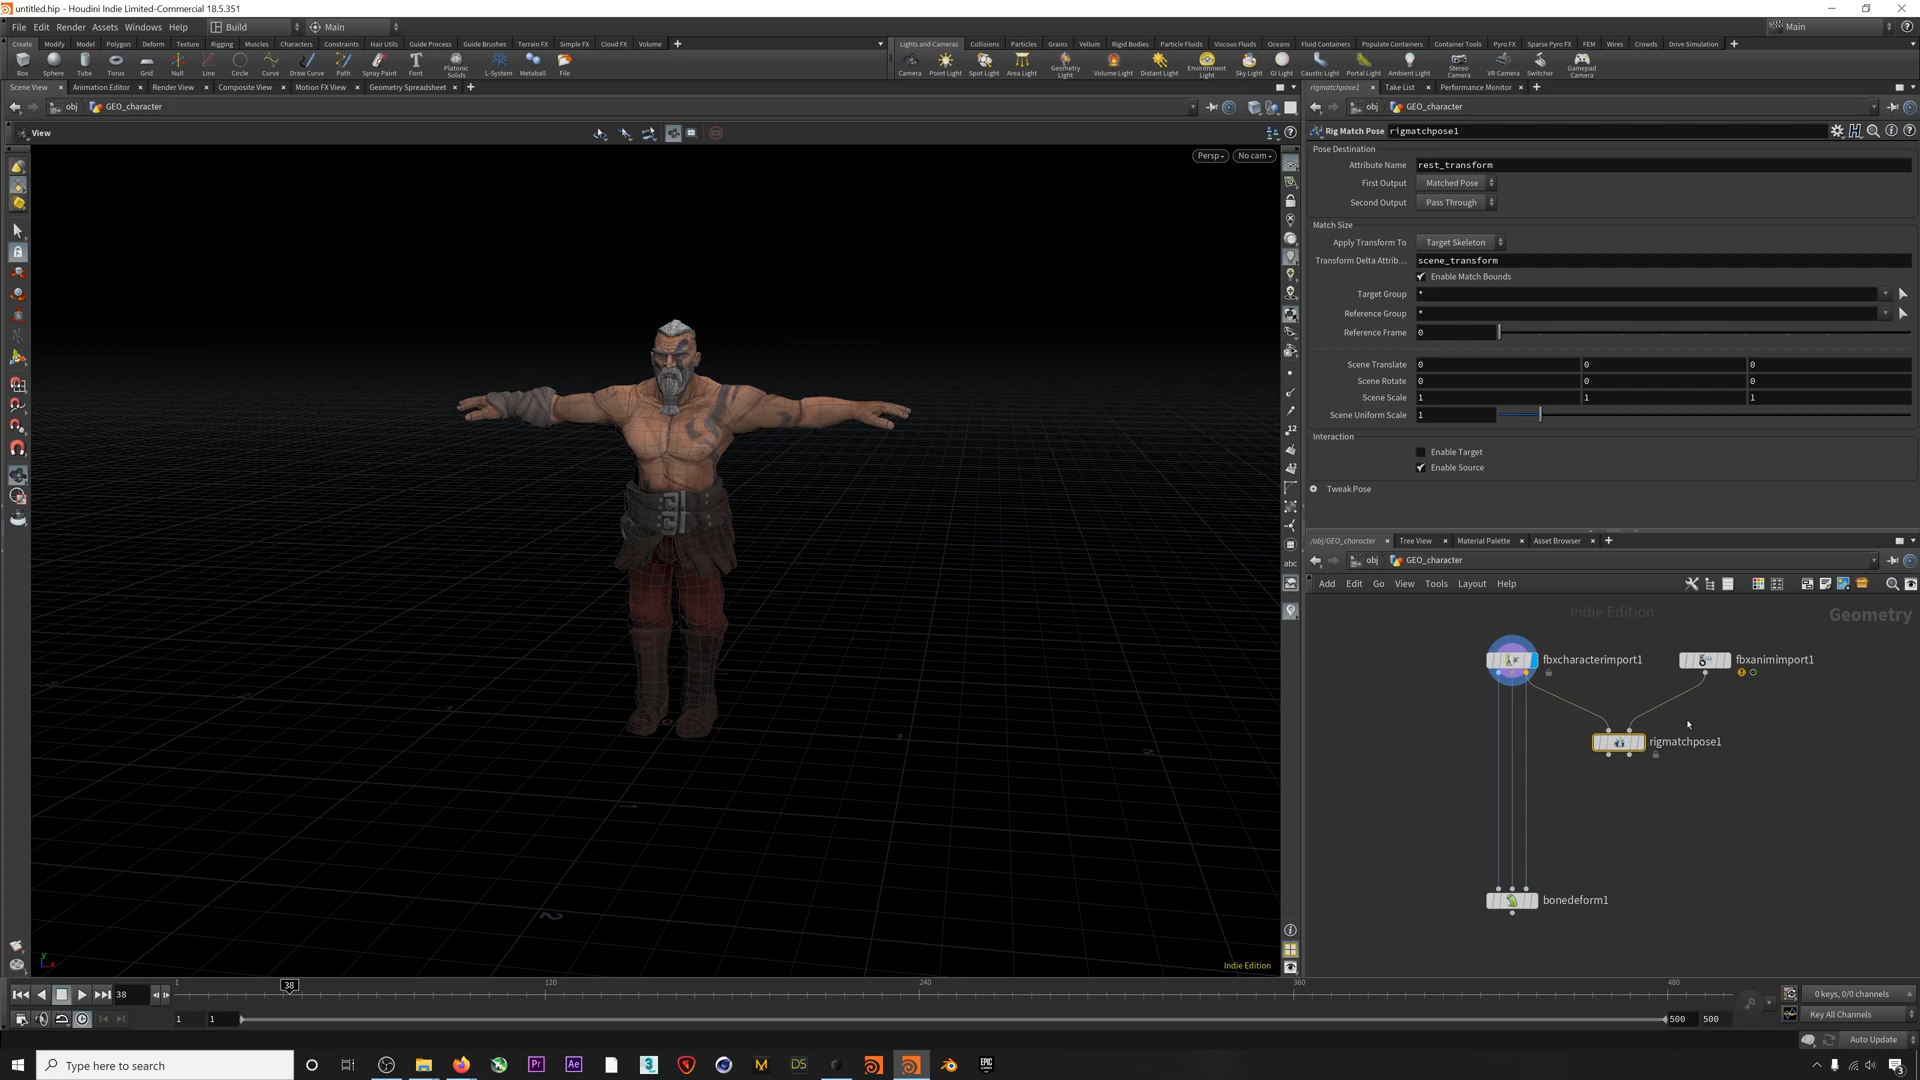 untitled.hip - Houdini Indie Limited-Commercial 18.5.351
File Edit Render Assets Windows Help Build Main Main
Create Modify Model Polygon Deform Texture Rigging Muscles Characters Constraints Hair Utils Guide Process Guide Brushes Terrain FX Simple FX Cloud FX Volume
Lights and Cameras Collisions Particles Grains Vellum Rigid Bodies Particle Fluids Viscous Fluids Oceans Fluid Containers Populate Containers Container Tools Pyro FX Sparse Pyro FX FEM Wires Crowds Drive Simulation
Box Sphere Tube Torus Grid Null Line Circle Curve Draw Curve Path Spray Paint Font Platonic Solids L-System Metaball File
Camera Point Light Spot Light Area Light Geometry Light Volume Light Distant Light Environment Light Sky Light GI Light Caustic Light Portal Light Ambient Light Stereo Camera VR Camera Switcher Gamepad Camera
Scene View Animation Editor Render View Composite View Motion FX View Geometry Spreadsheet
rigmatchpose1 Take List Performance Monitor
obj GEO_character
obj GEO_character
View
Persp No cam
Rig Match Pose rigmatchpose1
Pose Destination
Attribute Name rest_transform
First Output Matched Pose
Second Output Pass Through
Match Size
Apply Transform To Target Skeleton
Transform Delta Attrib... scene_transform
Enable Match Bounds
Target Group *
Reference Group *
Reference Frame 0
Scene Translate 0 0 0
Scene Rotate 0 0 0
Scene Scale 1 1 1
Scene Uniform Scale 1
Interaction
Enable Target
Enable Source
Tweak Pose
/obj/GEO_character Tree View Material Palette Asset Browser
obj GEO_character
Add Edit Go View Tools Layout Help
Indie Edition Geometry
fbxcharacterimport1 fbxanimimport1
rigmatchpose1
bonedeform1
abc
Indie Edition
38 1 38 120 240 360 480
1 1 500 500
0 keys, 0/0 channels
Key All Channels
Auto Update
Type here to search